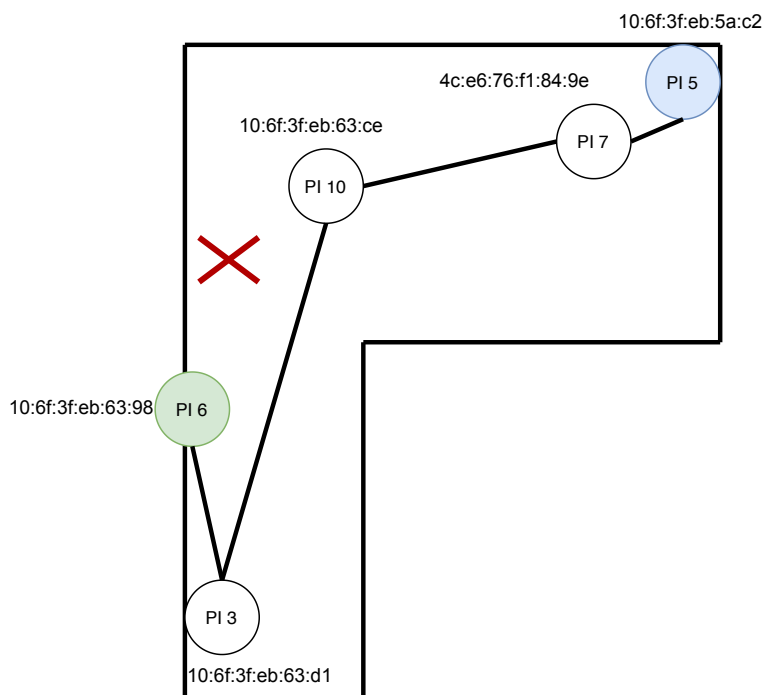 10:6f:3f:eb:5a:c2
4c:e6:76:f1:84:9e
PI 5
10:6f:3f:eb:63:ce
PI 7
PI 10
10:6f:3f:eb:63:98
PI 6
PI 3
10:6f:3f:eb:63:d1